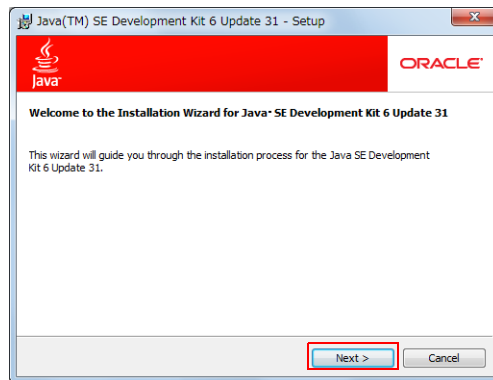 Java(TM) SE Development Kit 6 Update 31 - Setup
Java™
ORACLE®
Welcome to the Installation Wizard for Java™ SE Development Kit 6 Update 31
This wizard will guide you through the installation process for the Java SE Development
Kit 6 Update 31.
Next >
Cancel